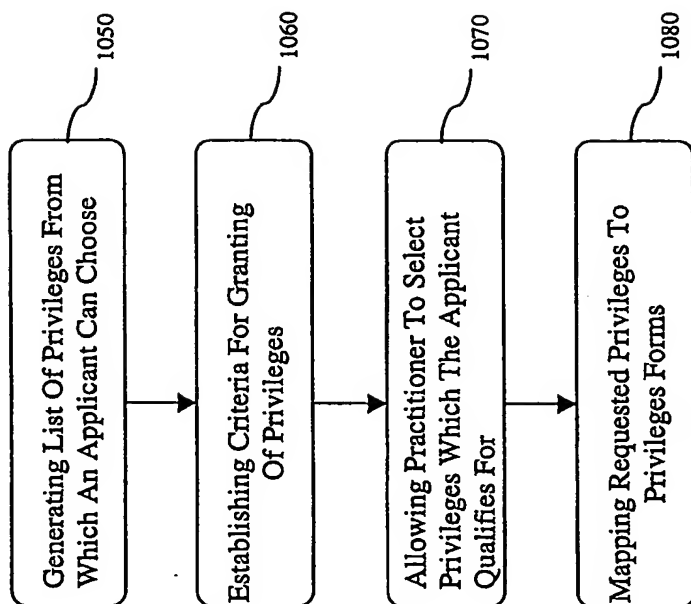 Generating List Of Privileges From
Which An Applicant Can Choose
1050
Establishing Criteria For Granting
Of Privileges
1060
Allowing Practitioner To Select
Privileges Which The Applicant
Qualifies For
1070
Mapping Requested Privileges To
Privileges Forms
1080